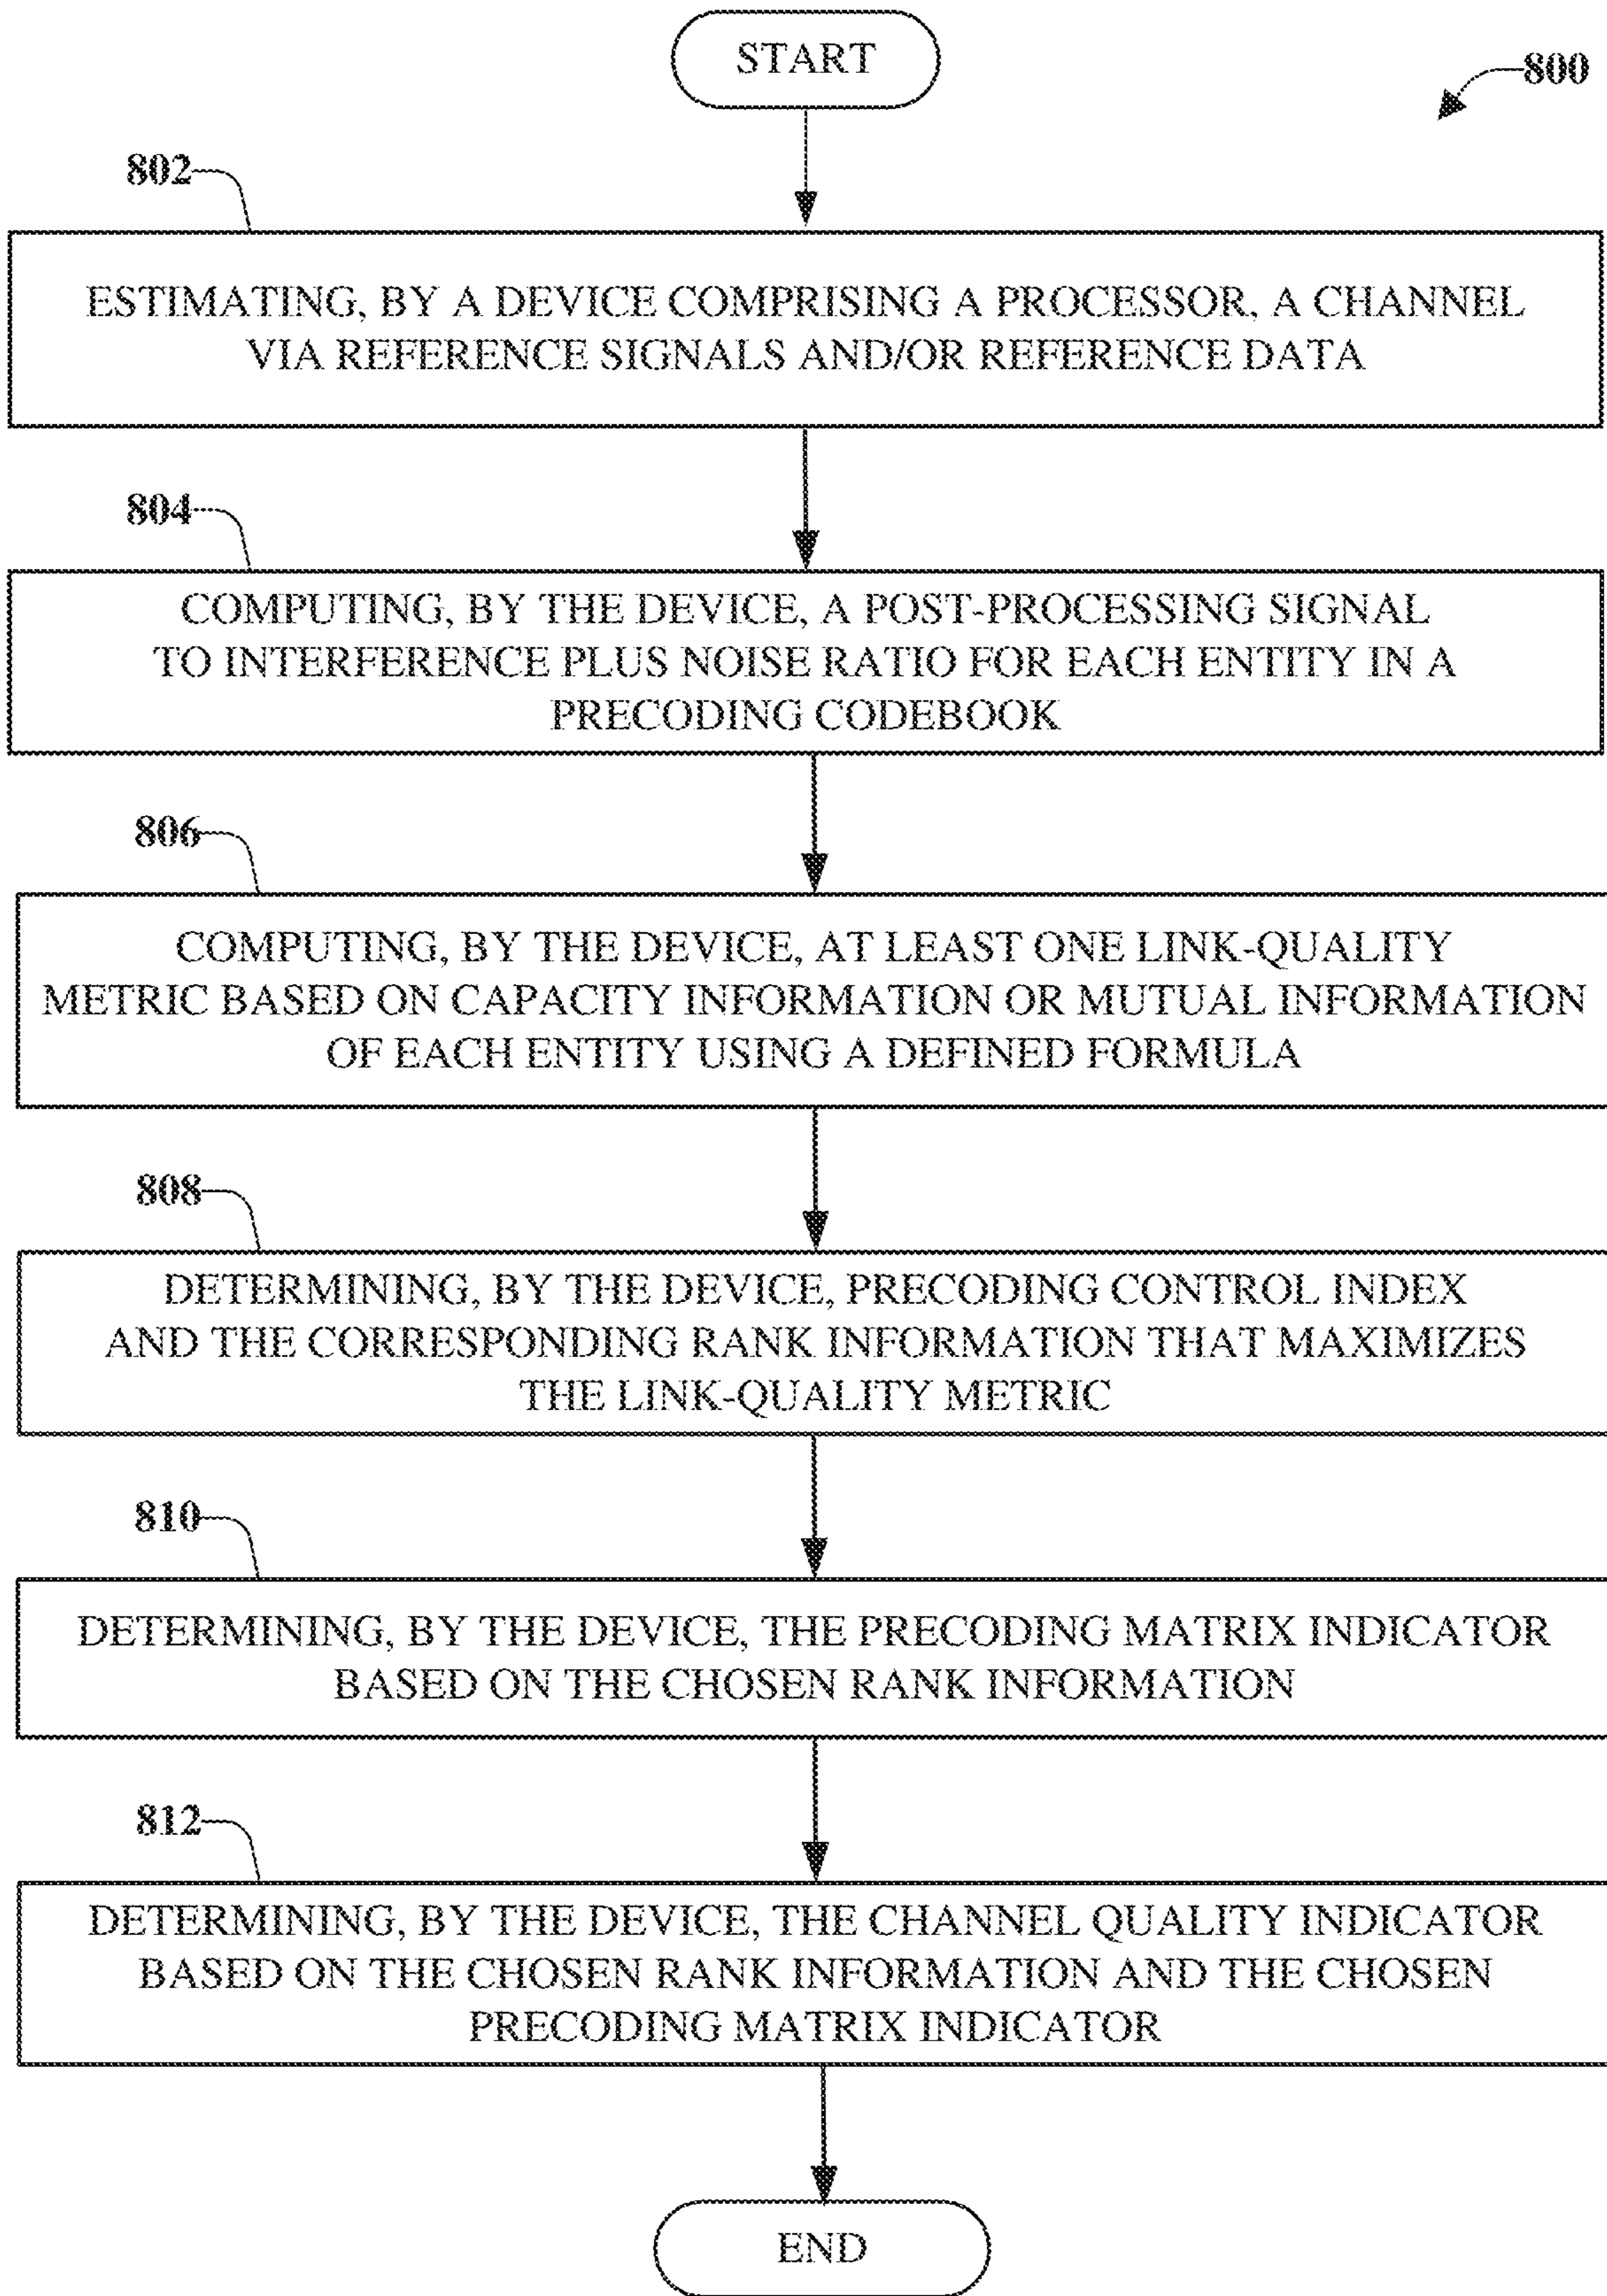 START
800
802
ESTIMATING, BY A DEVICE COMPRISING A PROCESSOR, A CHANNEL
VIA REFERENCE SIGNALS AND/OR REFERENCE DATA
804
COMPUTING, BY THE DEVICE, A POST-PROCESSING SIGNAL
TO INTERFERENCE PLUS NOISE RATIO FOR EACH ENTITY IN A
PRECODING CODEBOOK
806
COMPUTING, BY THE DEVICE, AT LEAST ONE LINK-QUALITY
METRIC BASED ON CAPACITY INFORMATION OR MUTUAL INFORMATION
OF EACH ENTITY USING A DEFINED FORMULA
808
DETERMINING, BY THE DEVICE, PRECODING CONTROL INDEX
AND THE CORRESPONDING RANK INFORMATION THAT MAXIMIZES
THE LINK-QUALITY METRIC
810
DETERMINING, BY THE DEVICE, THE PRECODING MATRIX INDICATOR
BASED ON THE CHOSEN RANK INFORMATION
812
DETERMINING, BY THE DEVICE, THE CHANNEL QUALITY INDICATOR
BASED ON THE CHOSEN RANK INFORMATION AND THE CHOSEN
PRECODING MATRIX INDICATOR
END